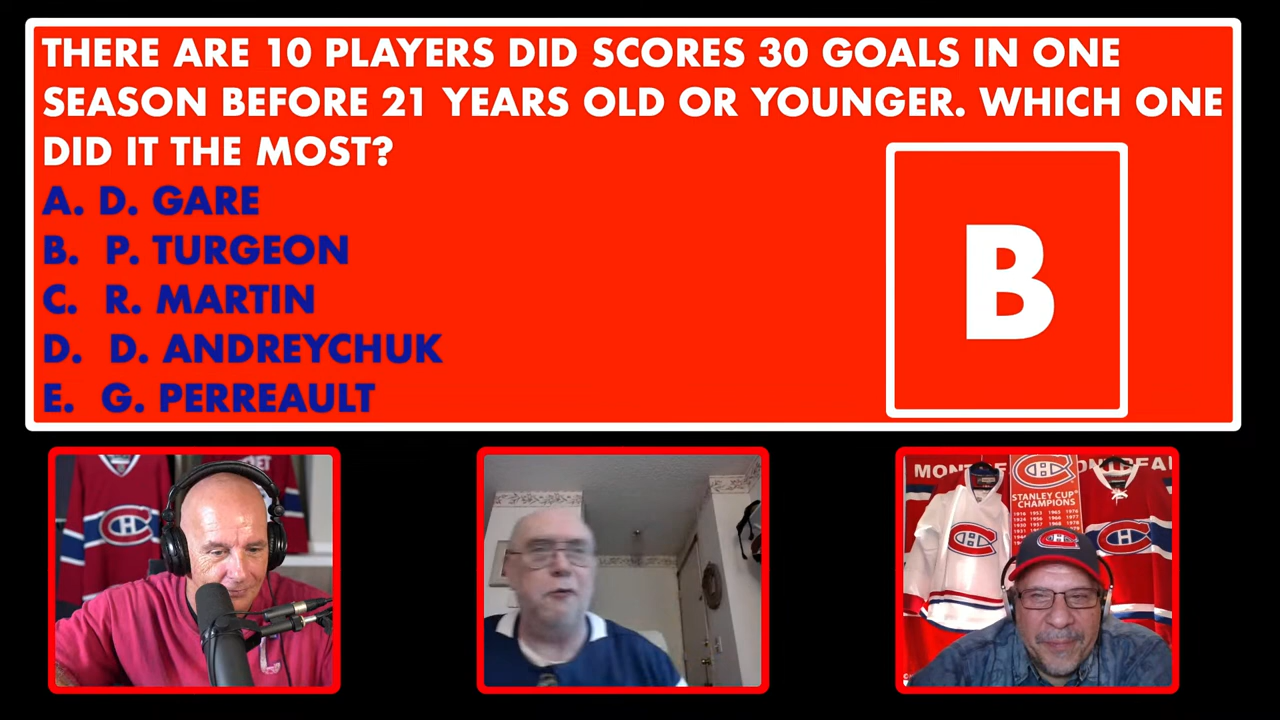 THERE ARE 10 PLAYERS DID SCORES 30 GOALS IN ONE
SEASON BEFORE 21 YEARS OLD OR YOUNGER. WHICH ONE
DID IT THE MOST?
A. D. GARE
B. P. TURGEON
C. R. MARTIN
D. D. ANDREYCHUK
E. G. PERREAULT
B
STANLEY CUP
CHAMPIONS